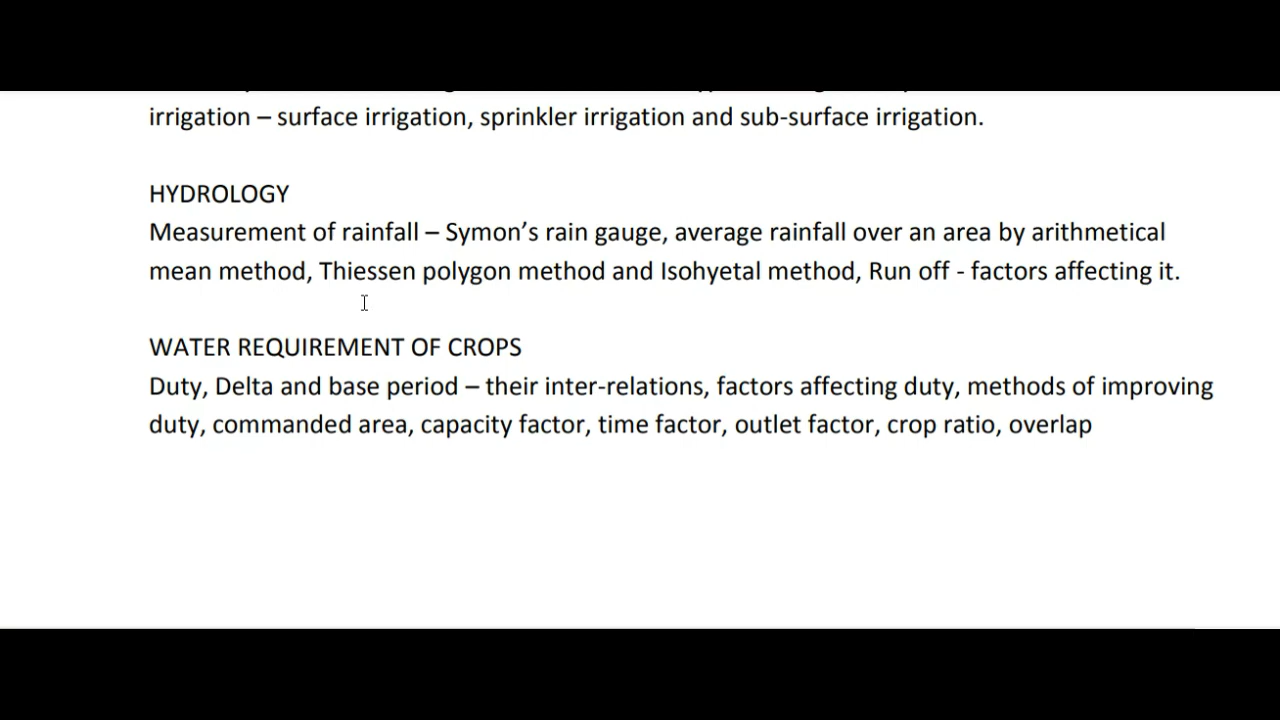 irrigation – surface irrigation, sprinkler irrigation and sub-surface irrigation.
HYDROLOGY
Measurement of rainfall – Symon’s rain gauge, average rainfall over an area by arithmetical
mean method, Thiessen polygon method and Isohyetal method, Run off - factors affecting it.
WATER REQUIREMENT OF CROPS
Duty, Delta and base period – their inter-relations, factors affecting duty, methods of improving
duty, commanded area, capacity factor, time factor, outlet factor, crop ratio, overlap